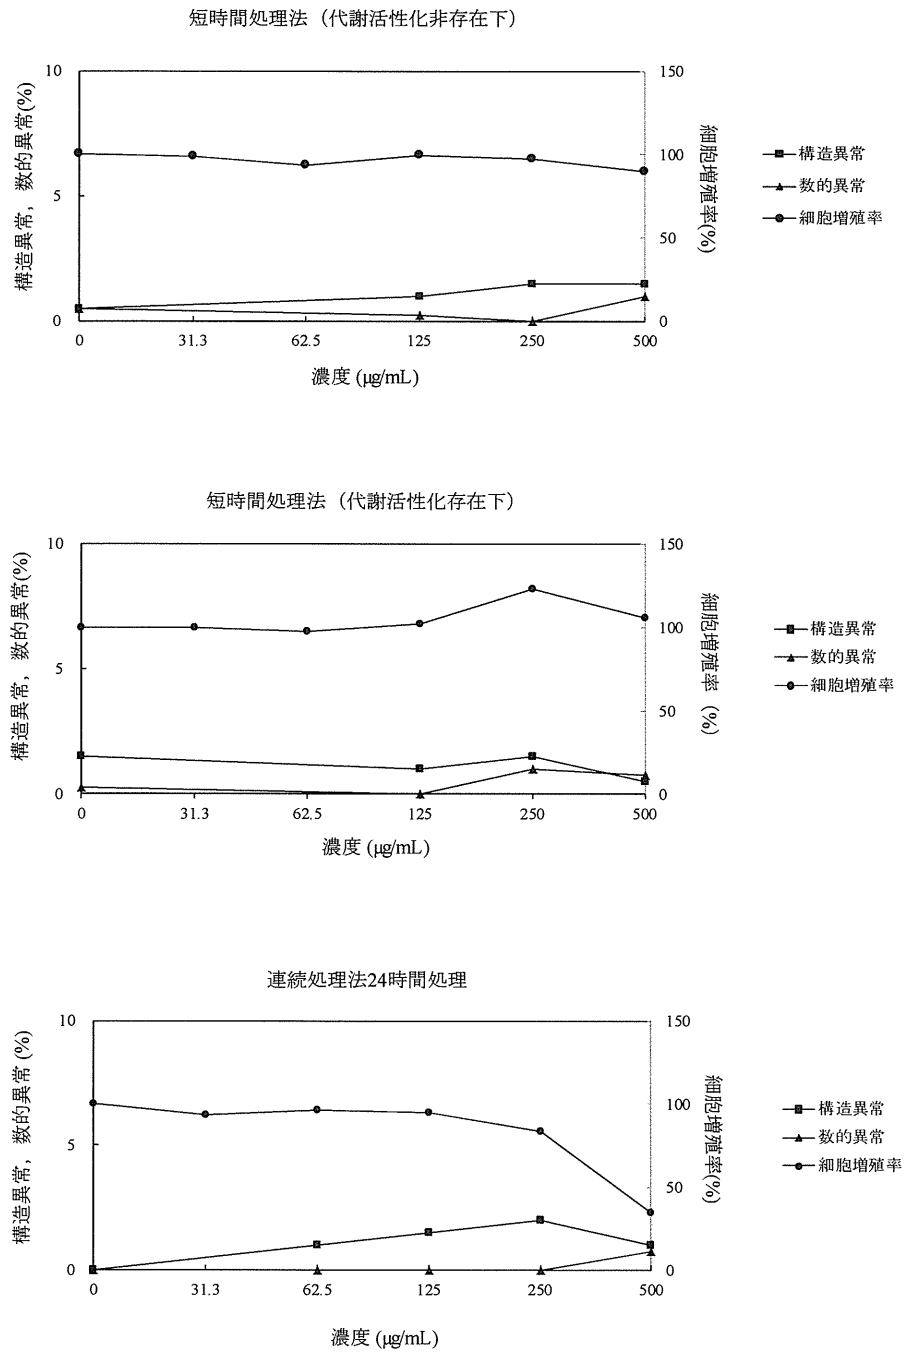 短時間処理法（代謝活性化非存在下）
構造異常，数的異常(%)
10
5
0
150
100
50
0
細胞増殖率(%)
構造異常
数的異常
細胞増殖率
0 31.3 62.5 125 250 500
濃度 (μg/mL)
短時間処理法（代謝活性化存在下）
構造異常，数的異常(%)
10
5
0
150
100
50
0
細胞増殖率 (%)
構造異常
数的異常
細胞増殖率
0 31.3 62.5 125 250 500
濃度 (μg/mL)
連続処理法24時間処理
構造異常，数的異常 (%)
10
5
0
150
100
50
0
細胞増殖率(%)
構造異常
数的異常
細胞増殖率
0 31.3 62.5 125 250 500
濃度 (μg/mL)